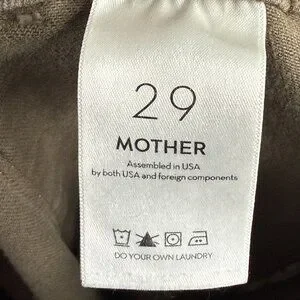 29
MOTHER
Assembled in USA
by both USA and foreign components
DO YOUR OWN LAUNDRY